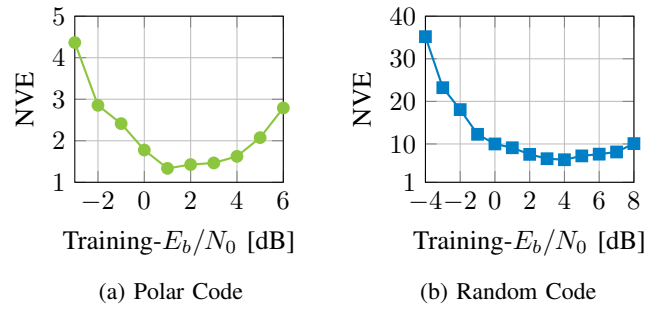 5
4
3
2
1
NVE
−2 0 2 4 6
Training-E_b/N_0 [dB]
(a) Polar Code
40
30
20
10
1
NVE
−4 −2 0 2 4 6 8
Training-E_b/N_0 [dB]
(b) Random Code